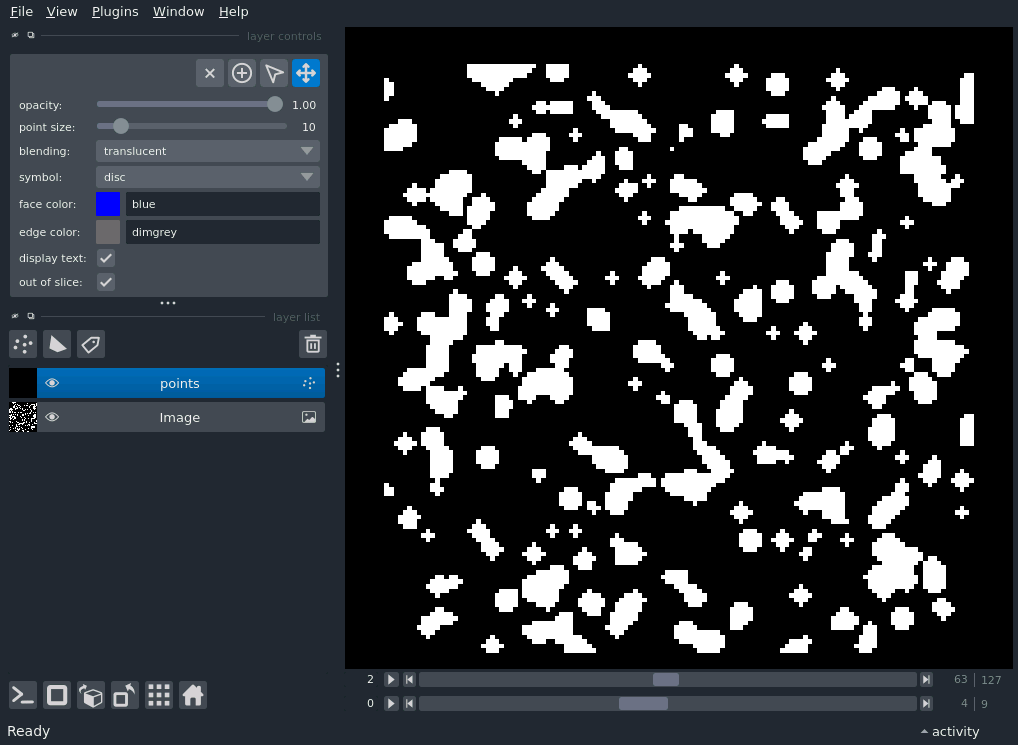 File View Plugins Window Help
layer controls
opacity: 1.00
point size: 10
blending: translucent
symbol: disc
face color: blue
edge color: dimgrey
display text:
out of slice:
layer list
points
Image
2 63 127
0 4 9
Ready activity